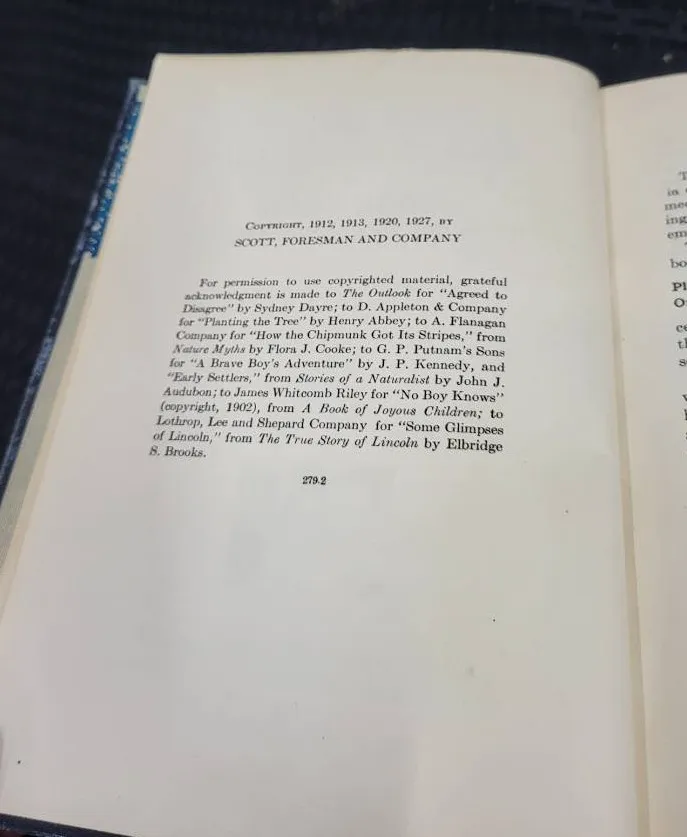 COPYRIGHT, 1912, 1913, 1920, 1927, BY
SCOTT, FORESMAN AND COMPANY
For permission to use copyrighted material, grateful
acknowledgment is made to The Outlook for "Agreed to
Disagree" by Sydney Dayre; to D. Appleton & Company
for "Planting the Tree" by Henry Abbey; to A. Flanagan
Company for "How the Chipmunk Got Its Stripes," from
Nature Myths by Flora J. Cooke; to G. P. Putnam's Sons
for "A Brave Boy's Adventure" by J. P. Kennedy, and
"Early Settlers," from Stories of a Naturalist by John J.
Audubon; to James Whitcomb Riley for "No Boy Knows"
(copyright, 1902), from A Book of Joyous Children; to
Lothrop, Lee and Shepard Company for "Some Glimpses
of Lincoln," from The True Story of Lincoln by Elbridge
S. Brooks.
279.2